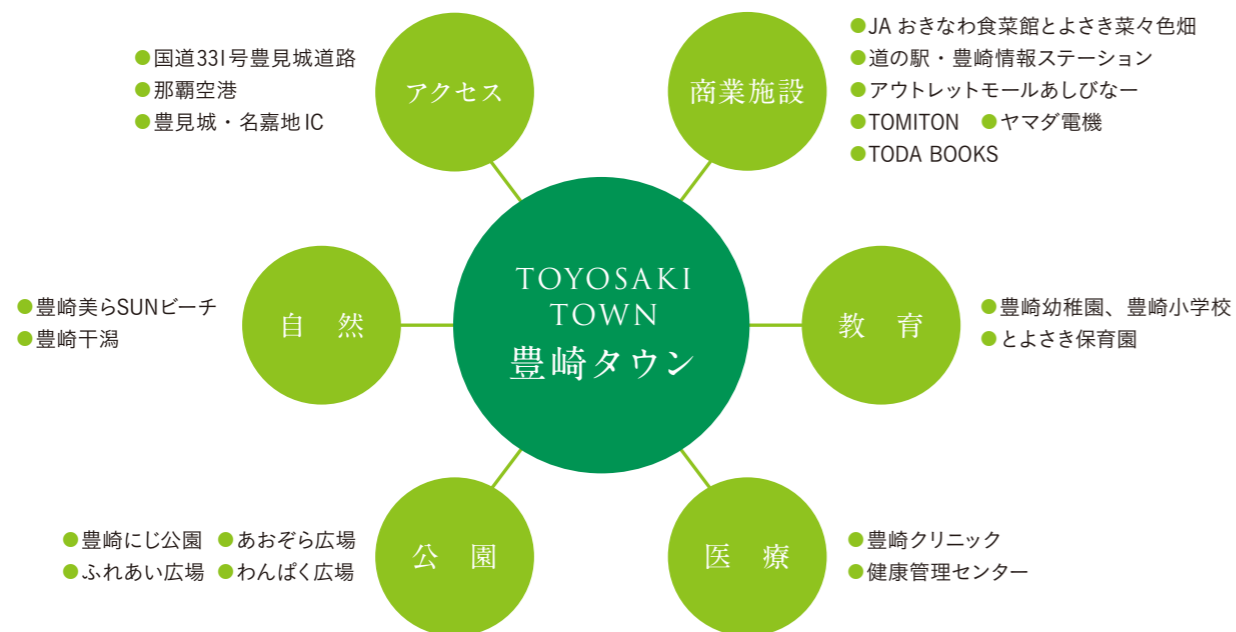 アクセス
●国道331号豊見城道路
●那覇空港
●豊見城・名嘉地IC
商業施設
●JAおきなわ食菜館とよさき菜々色畑
●道の駅・豊崎情報ステーション
●アウトレットモールあしびなー
●TOMITON ●ヤマダ電機
●TODA BOOKS
自然
●豊崎美らSUNビーチ
●豊崎干潟
TOYOSAKI
TOWN
豊崎タウン
教育
●豊崎幼稚園、豊崎小学校
●とよさき保育園
公園
●豊崎にじ公園 ●あおぞら広場
●ふれあい広場 ●わんぱく広場
医療
●豊崎クリニック
●健康管理センター